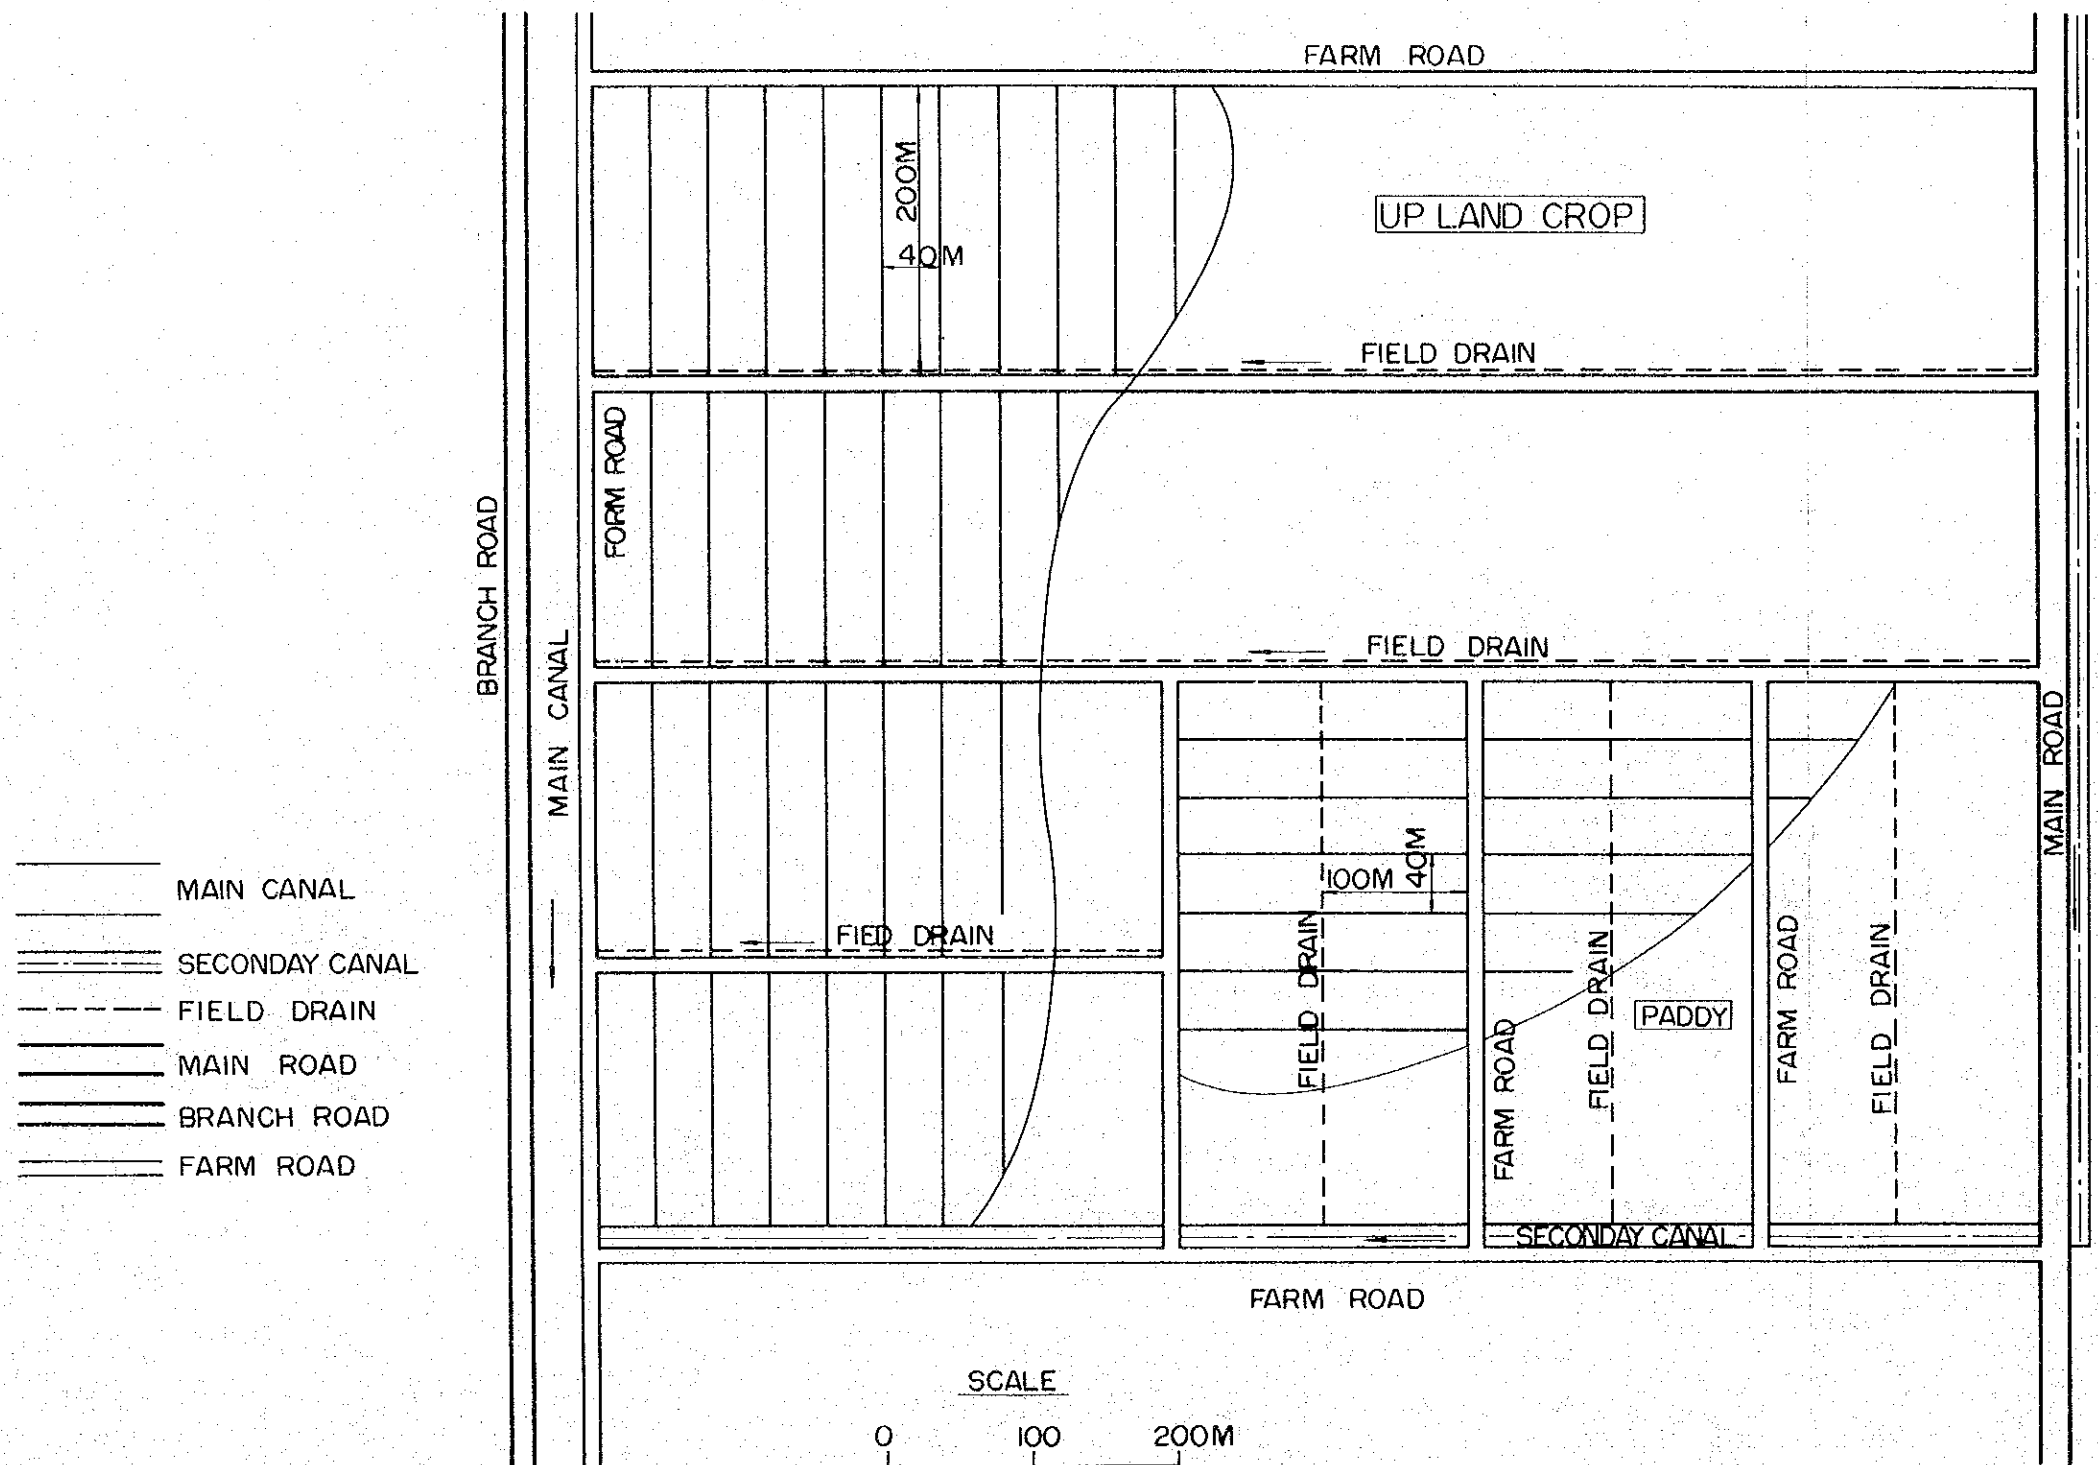 FARM ROAD
200M
40M
UP LAND CROP
FIELD DRAIN
FORM ROAD
BRANCH ROAD
MAIN CANAL
FIELD DRAIN
MAIN ROAD
100M
40M
FIED DRAIN
FIELD DRAIN
FARM ROAD
FIELD DRAIN
PADDY
FARM ROAD
FIELD DRAIN
SECONDAY CANAL
FARM ROAD
MAIN CANAL
SECONDAY CANAL
FIELD DRAIN
MAIN ROAD
BRANCH ROAD
FARM ROAD
SCALE
0 100 200M